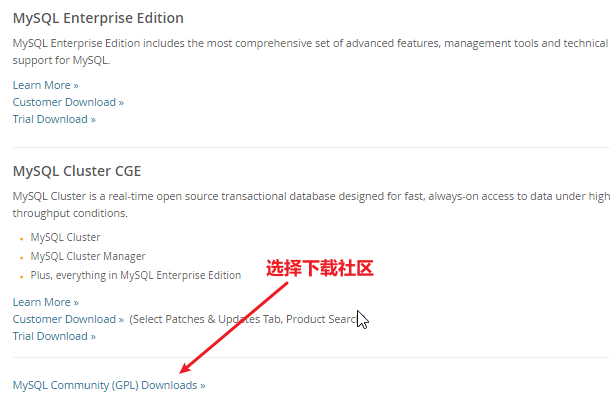 MySQL Enterprise Edition
MySQL Enterprise Edition includes the most comprehensive set of advanced features, management tools and technical
support for MySQL.
Learn More »
Customer Download »
Trial Download »
MySQL Cluster CGE
MySQL Cluster is a real-time open source transactional database designed for fast, always-on access to data under high
throughput conditions.
MySQL Cluster
MySQL Cluster Manager
Plus, everything in MySQL Enterprise Edition
选择下载社区
Learn More »
Customer Download » (Select Patches & Updates Tab, Product Searc
Trial Download »
MySQL Community (GPL) Downloads »